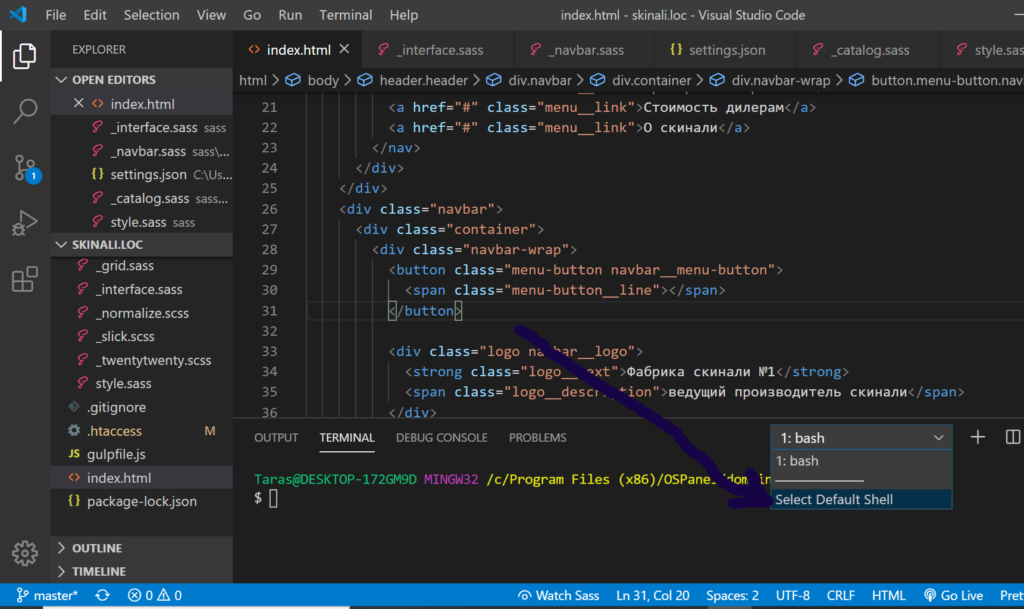 File Edit Selection View Go Run Terminal Help index.html - skinali.loc - Visual Studio Code
EXPLORER
OPEN EDITORS
index.html
_interface.sass sass
_navbar.sass sass\...
{} settings.json C:\Us...
_catalog.sass sass...
style.sass sass
SKINALI.LOC
_grid.sass
_interface.sass
_normalize.scss
_slick.scss
_twentytwenty.scss
style.sass
.gitignore
.htaccess M
JS gulpfile.js
<> index.html
{} package-lock.json
OUTLINE
TIMELINE
1
<> index.html _interface.sass _navbar.sass {} settings.json _catalog.sass style.sas
html > body > header.header > div.navbar > div.container > div.navbar-wrap > button.menu-button.nav
21 <a href="#" class="menu__link">Стоимость дилерам</a>
22 <a href="#" class="menu__link">О скинали</a>
23 </nav>
24 </div>
25 </div>
26 <div class="navbar">
27 <div class="container">
28 <div class="navbar-wrap">
29 <button class="menu-button navbar__menu-button">
30 <span class="menu-button__line"></span>
31 </button>
32
33 <div class="logo navbar__logo">
34 <strong class="logo__text">Фабрика скинали №1</strong>
35 <span class="logo__description">ведущий производитель скинали</span>
36 </div>
OUTPUT TERMINAL DEBUG CONSOLE PROBLEMS 1: bash
1: bash
Select Default Shell
Taras@DESKTOP-172GM9D MINGW32 /c/Program Files (x86)/OSPanel/domain
$
master* 0 0 Watch Sass Ln 31, Col 20 Spaces: 2 UTF-8 CRLF HTML Go Live Pret